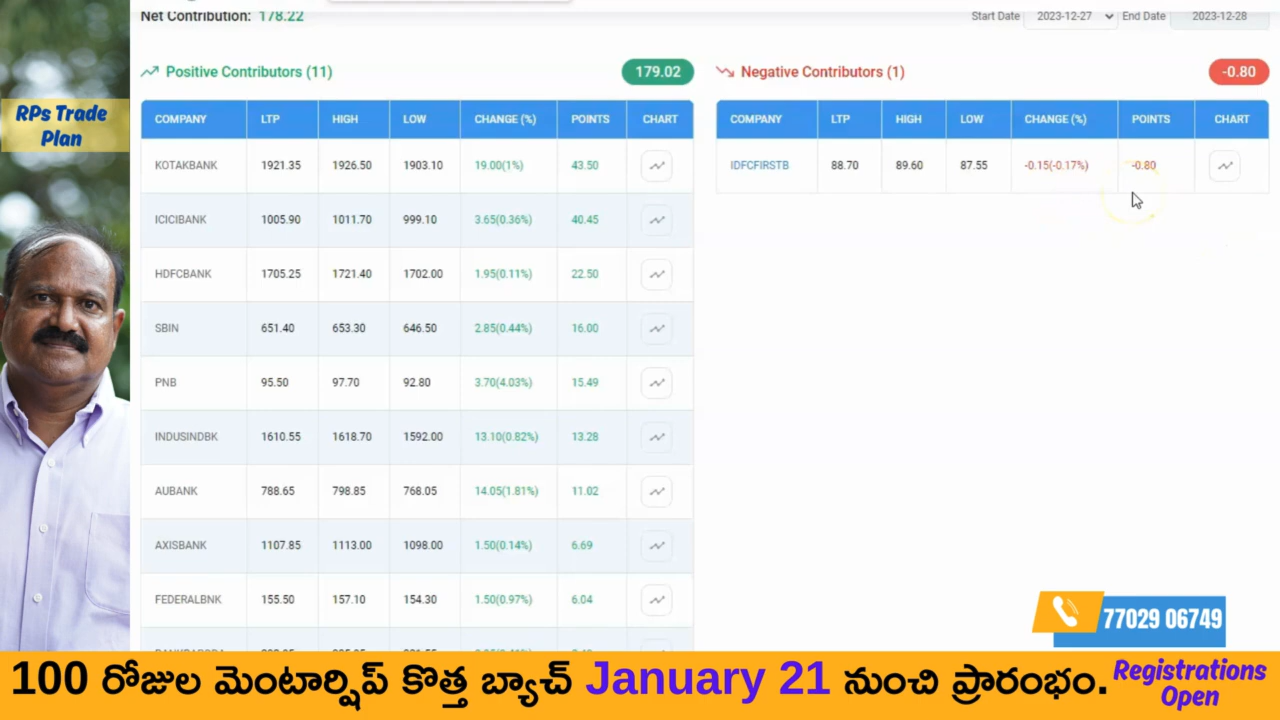 Net Contribution: 178.22
Start Date 2023-12-27 End Date 2023-12-28
Positive Contributors (11) 179.02
Negative Contributors (1) -0.80
RPs Trade
Plan
COMPANY LTP HIGH LOW CHANGE (%) POINTS CHART
KOTAKBANK 1921.35 1926.50 1903.10 19.00(1%) 43.50
ICICIBANK 1005.90 1011.70 999.10 3.65(0.36%) 40.45
HDFCBANK 1705.25 1721.40 1702.00 1.95(0.11%) 22.50
SBIN 651.40 653.30 646.50 2.85(0.44%) 16.00
PNB 95.50 97.70 92.80 3.70(4.03%) 15.49
INDUSINDBK 1610.55 1618.70 1592.00 13.10(0.82%) 13.28
AUBANK 788.65 798.85 768.05 14.05(1.81%) 11.02
AXISBANK 1107.85 1113.00 1098.00 1.50(0.14%) 6.69
FEDERALBNK 155.50 157.10 154.30 1.50(0.97%) 6.04
COMPANY LTP HIGH LOW CHANGE (%) POINTS CHART
IDFCFIRSTB 88.70 89.60 87.55 -0.15(-0.17%) -0.80
77029 06749
100 రోజుల మెంటార్షిప్ కొత్త బ్యాచ్ January 21 నుంచి ప్రారంభం.
Registrations
Open